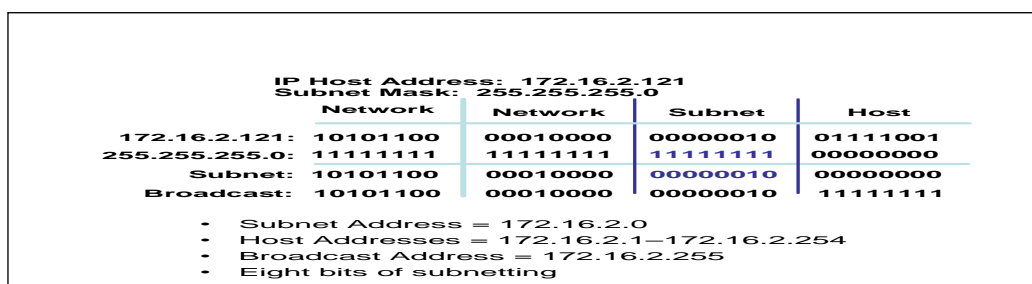 IP Host Address: 172.16.2.121
Subnet Mask: 255.255.255.0
Network Network Subnet Host
172.16.2.121: 10101100 00010000 00000010 01111001
255.255.255.0: 11111111 11111111 11111111 00000000
Subnet: 10101100 00010000 00000010 00000000
Broadcast: 10101100 00010000 00000010 11111111
• Subnet Address = 172.16.2.0
• Host Addresses = 172.16.2.1–172.16.2.254
• Broadcast Address = 172.16.2.255
• Eight bits of subnetting